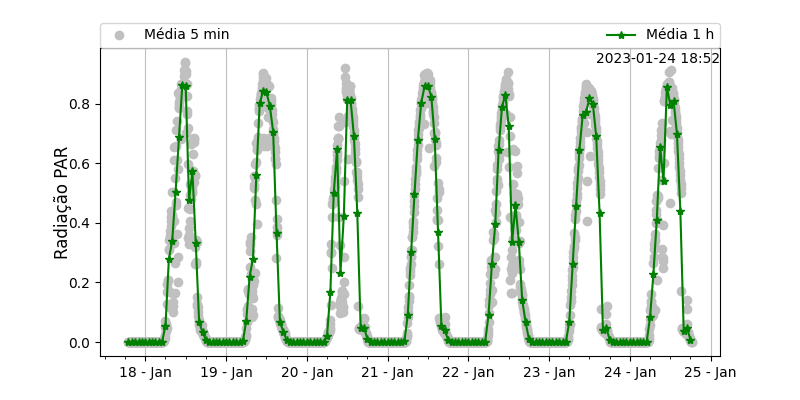 Média 5 min
Média 1 h
2023-01-24 18:52
Radiação PAR
0.8
0.6
0.4
0.2
0.0
18 - Jan
19 - Jan
20 - Jan
21 - Jan
22 - Jan
23 - Jan
24 - Jan
25 - Jan